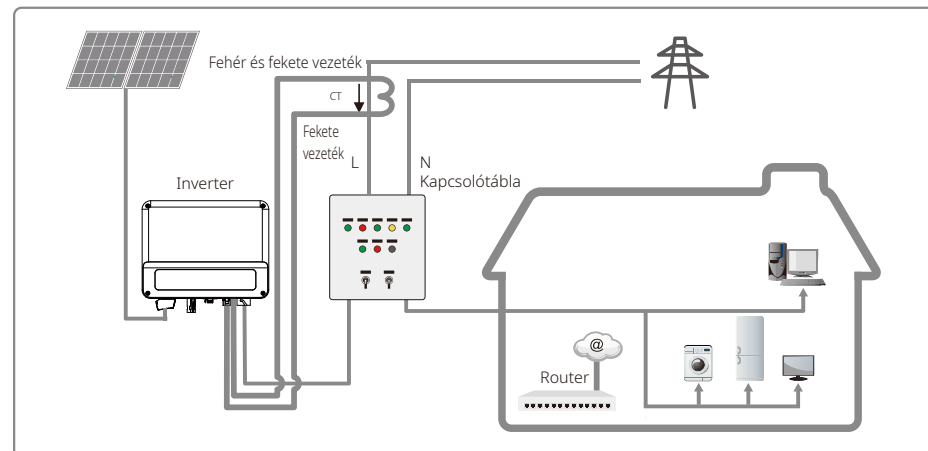 Fehér és fekete vezeték
CT
Fekete
vezeték
L
N
Kapcsolótábla
Inverter
@
Router